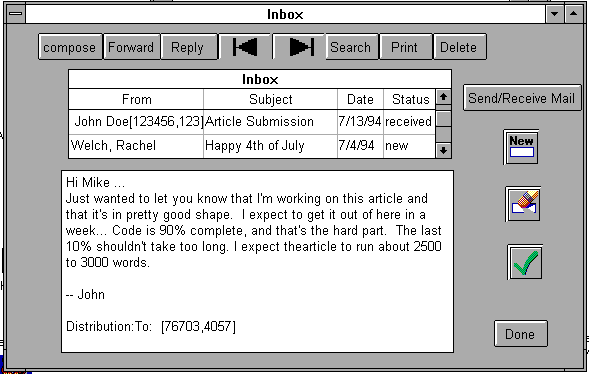 Inbox
compose Forward Reply Search Print Delete
Inbox
From Subject Date Status
John Doe[123456,123] Article Submission 7/13/94 received
Welch, Rachel Happy 4th of July 7/4/94 new
Send/Receive Mail
New
Hi Mike ...
Just wanted to let you know that I'm working on this article and
that it's in pretty good shape.  I expect to get it out of here in a
week... Code is 90% complete, and that's the hard part.  The last
10% shouldn't take too long. I expect thearticle to run about 2500
to 3000 words.
-- John
Distribution:To:  [76703,4057]
Done